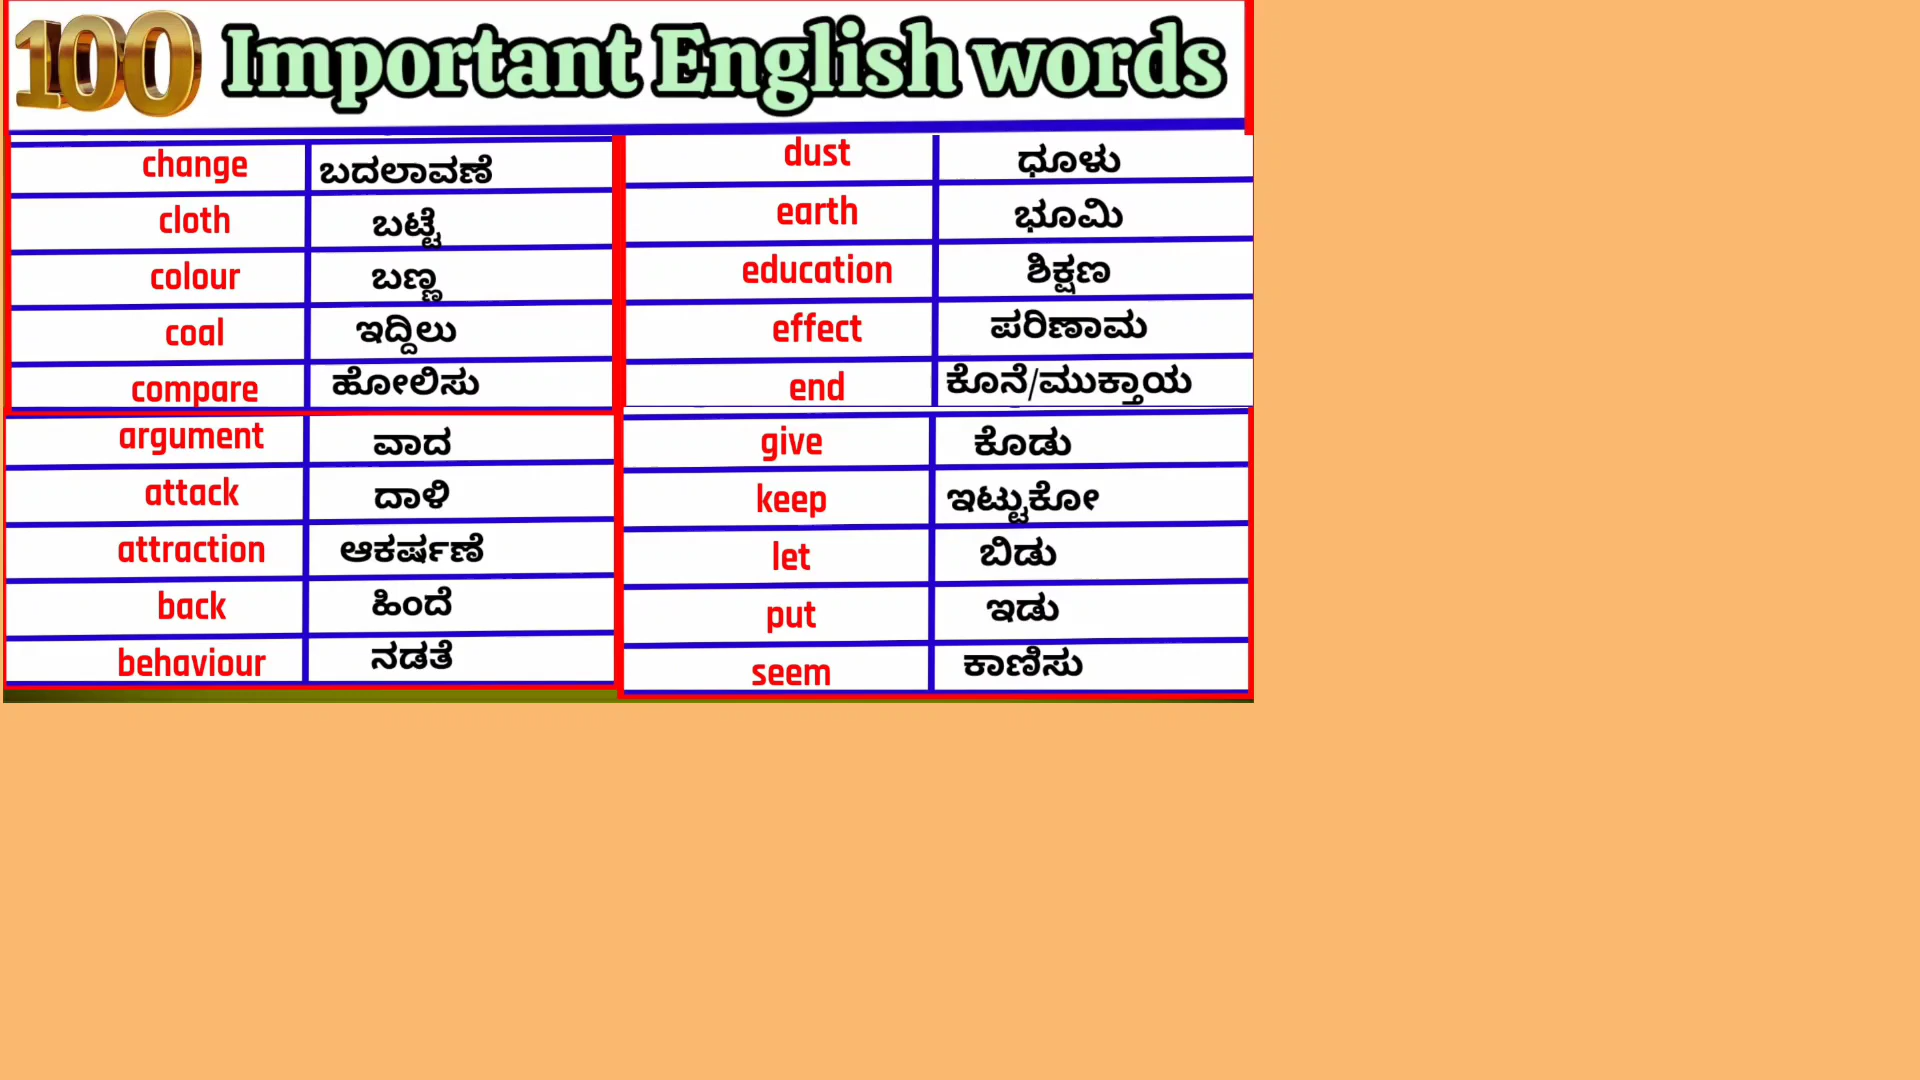 100 Important English words
change ಬದಲಾವಣೆ
cloth ಬಟ್ಟೆ
colour ಬಣ್ಣ
coal ಇದ್ದಿಲು
compare ಹೋಲಿಸು
dust ಧೂಳು
earth ಭೂಮಿ
education ಶಿಕ್ಷಣ
effect ಪರಿಣಾಮ
end ಕೊನೆ/ಮುಕ್ತಾಯ
argument ವಾದ
attack ದಾಳಿ
attraction ಆಕರ್ಷಣೆ
back ಹಿಂದೆ
behaviour ನಡತೆ
give ಕೊಡು
keep ಇಟ್ಟುಕೋ
let ಬಿಡು
put ಇಡು
seem ಕಾಣಿಸು